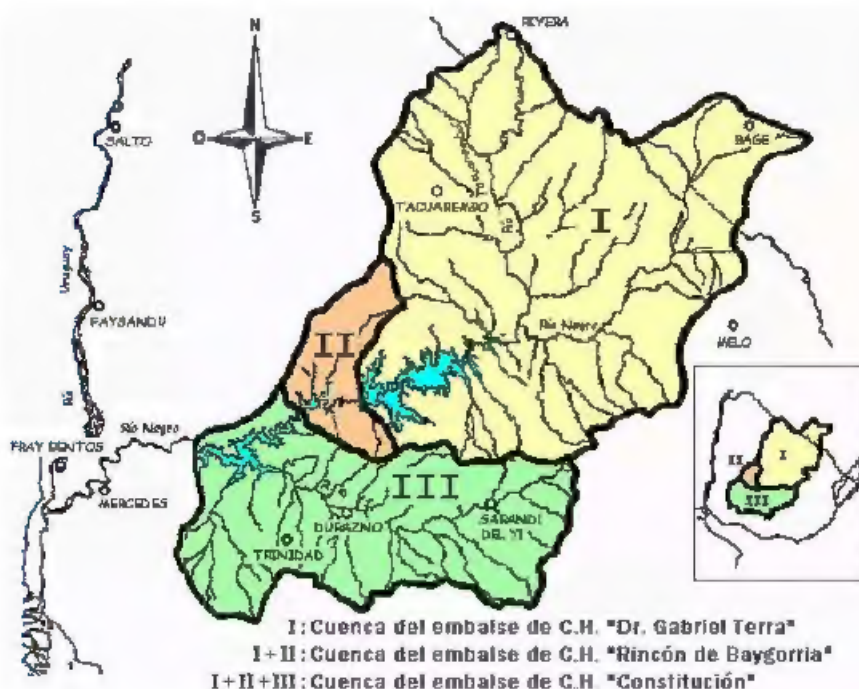 RIVERA
N
BAGE
SALTO
O E
TACUAREMBO
I
S
Uruguay
Río
Río Negro
PAYSANDU
II
MELO
Río
Río Negro
FRAY BENTOS
I
III
II
MERCEDES
III
DURAZNO
SARANDI
DEL YI
TRINIDAD
I: Cuenca del embalse de C.H. "Dr. Gabriel Terra"
I+II: Cuenca del embalse de C.H. "Rincón de Baygorria"
I+II+III: Cuenca del embalse de C.H. "Constitución"